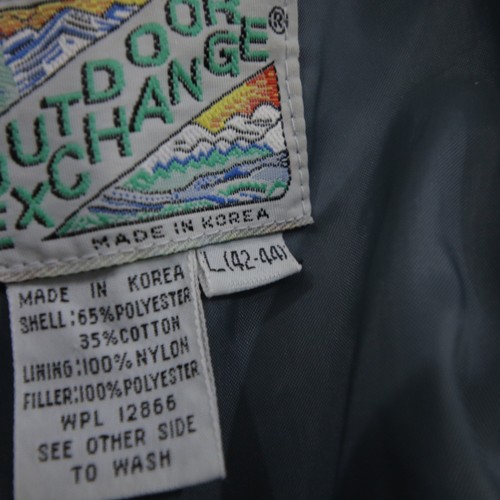 OUTDOOR
EXCHANGE®
MADE IN KOREA
L (42-44)
MADE IN KOREA
SHELL: 65% POLYESTER
35% COTTON
LINING: 100% NYLON
FILLER: 100% POLYESTER
WPL 12866
SEE OTHER SIDE
TO WASH